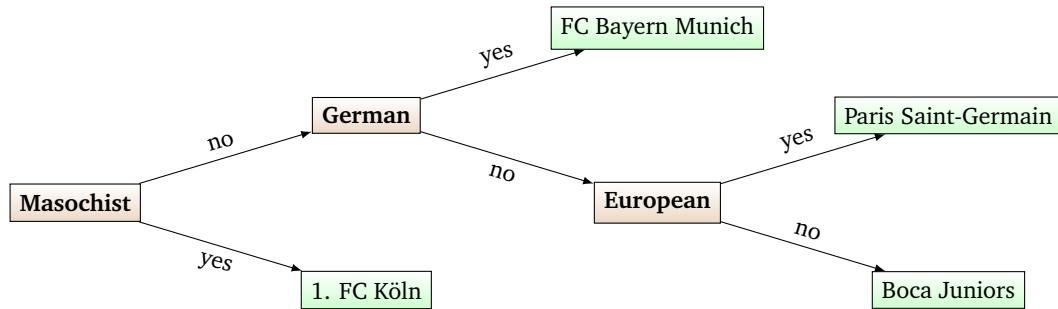 FC Bayern Munich
yes
German
Paris Saint-Germain
no
yes
no
European
Masochist
no
yes
1. FC Köln
Boca Juniors